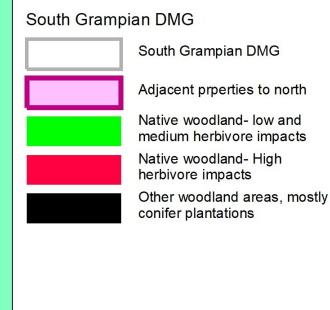 South Grampian DMG
South Grampian DMG
Adjacent prperties to north
Native woodland- low and
medium herbivore impacts
Native woodland- High
herbivore impacts
Other woodland areas, mostly
conifer plantations